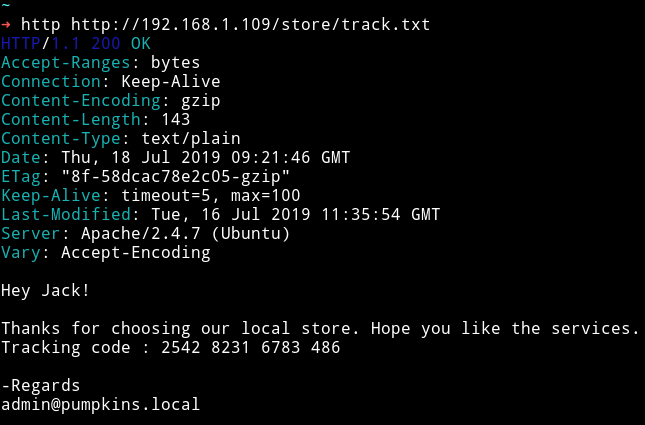 ~
→ http http://192.168.1.109/store/track.txt
HTTP/1.1 200 OK
Accept-Ranges: bytes
Connection: Keep-Alive
Content-Encoding: gzip
Content-Length: 143
Content-Type: text/plain
Date: Thu, 18 Jul 2019 09:21:46 GMT
ETag: "8f-58dcac78e2c05-gzip"
Keep-Alive: timeout=5, max=100
Last-Modified: Tue, 16 Jul 2019 11:35:54 GMT
Server: Apache/2.4.7 (Ubuntu)
Vary: Accept-Encoding
Hey Jack!
Thanks for choosing our local store. Hope you like the services.
Tracking code : 2542 8231 6783 486
-Regards
admin@pumpkins.local